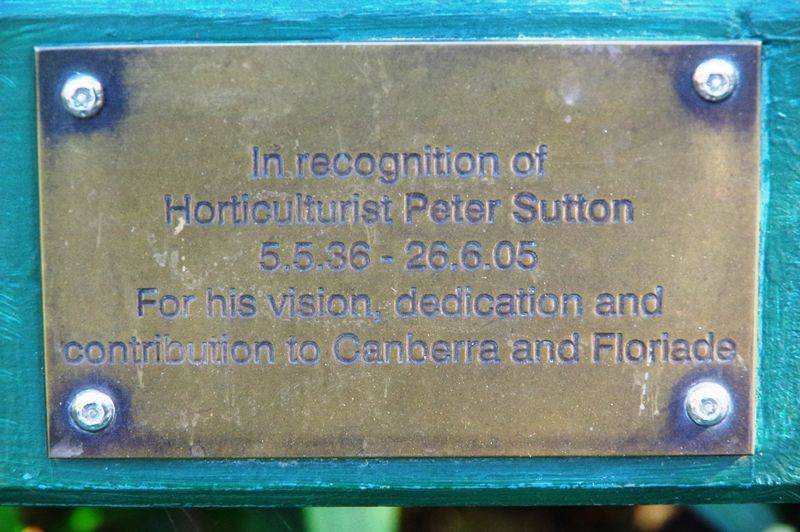 In recognition of
Horticulturist Peter Sutton
5.5.36 - 26.6.05
For his vision, dedication and
contribution to Canberra and Floriade